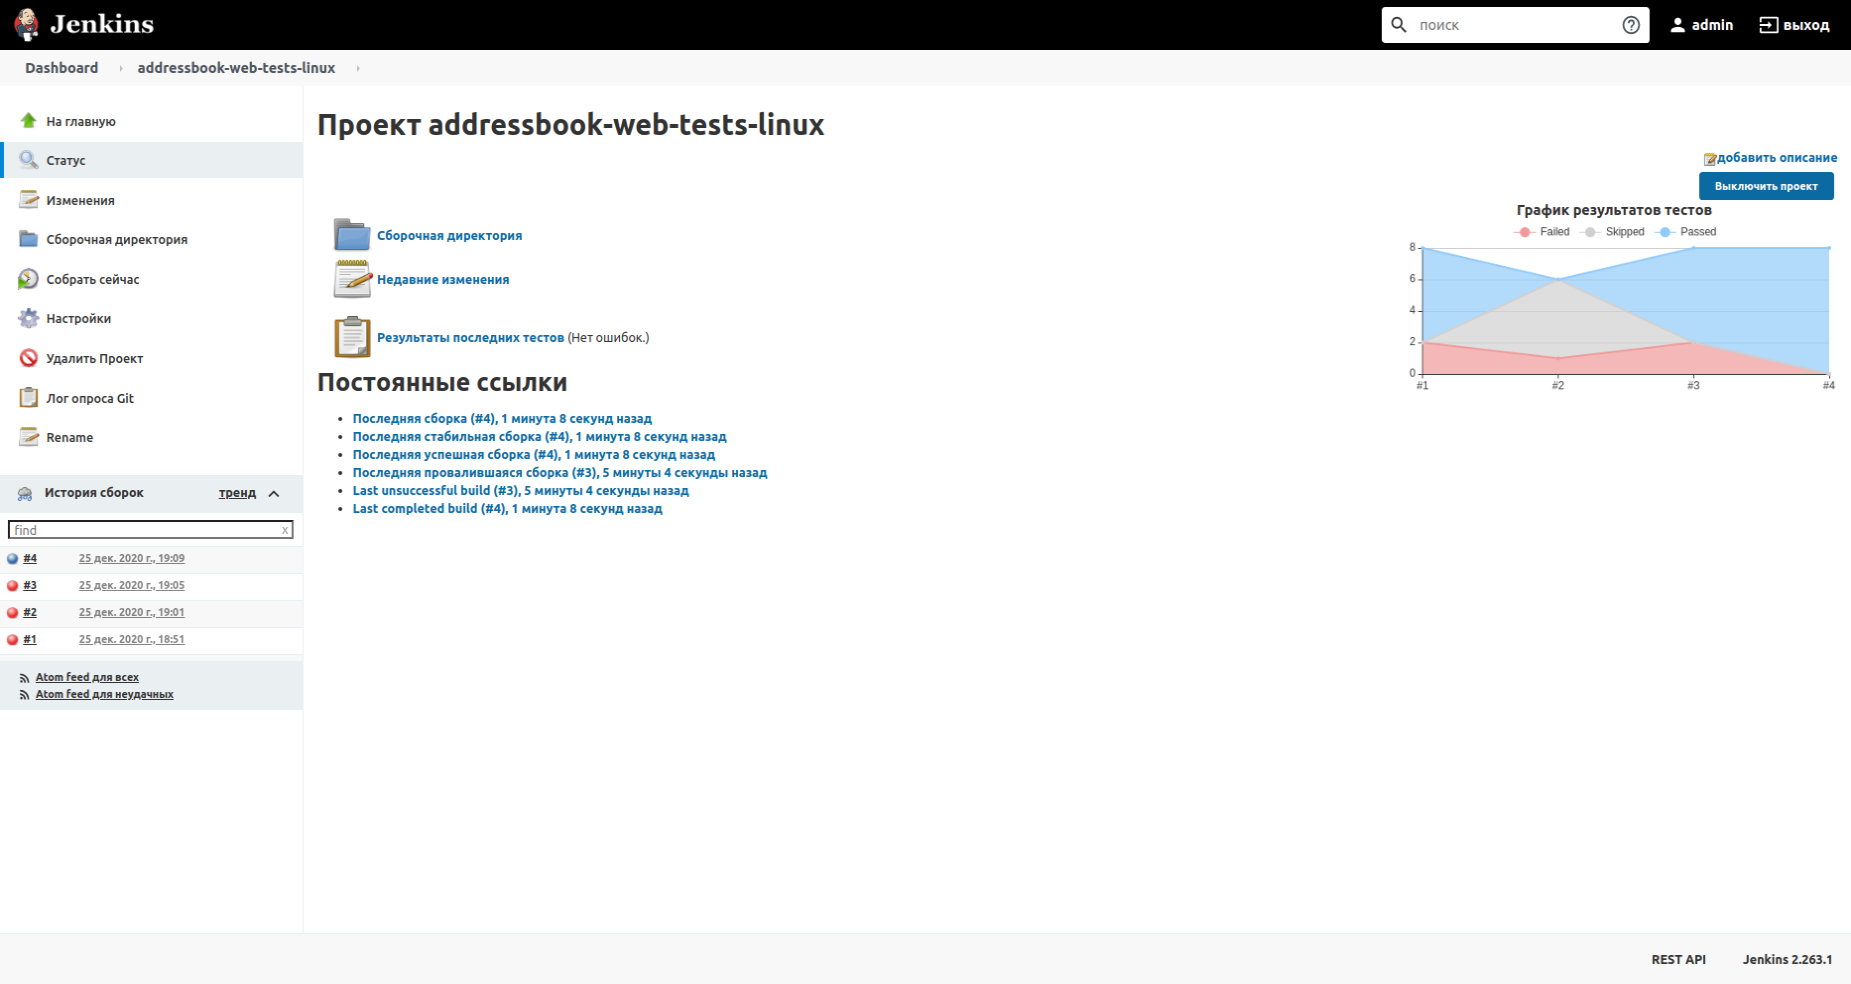 Jenkins
поиск
admin
выход
Dashboard
addressbook-web-tests-linux
На главную
Статус
Изменения
Сборочная директория
Собрать сейчас
Настройки
Удалить Проект
Лог опроса Git
Rename
История сборок
тренд
find
x
#4 25 дек. 2020 г., 19:09
#3 25 дек. 2020 г., 19:05
#2 25 дек. 2020 г., 19:01
#1 25 дек. 2020 г., 18:51
Atom feed для всех
Atom feed для неудачных
Проект addressbook-web-tests-linux
добавить описание
Выключить проект
Сборочная директория
Недавние изменения
Результаты последних тестов (Нет ошибок.)
Постоянные ссылки
Последняя сборка (#4), 1 минута 8 секунд назад
Последняя стабильная сборка (#4), 1 минута 8 секунд назад
Последняя успешная сборка (#4), 1 минута 8 секунд назад
Последняя провалившаяся сборка (#3), 5 минуты 4 секунды назад
Last unsuccessful build (#3), 5 минуты 4 секунды назад
Last completed build (#4), 1 минута 8 секунд назад
График результатов тестов
Failed Skipped Passed
8
6
4
2
0
#1 #2 #3 #4
REST API
Jenkins 2.263.1